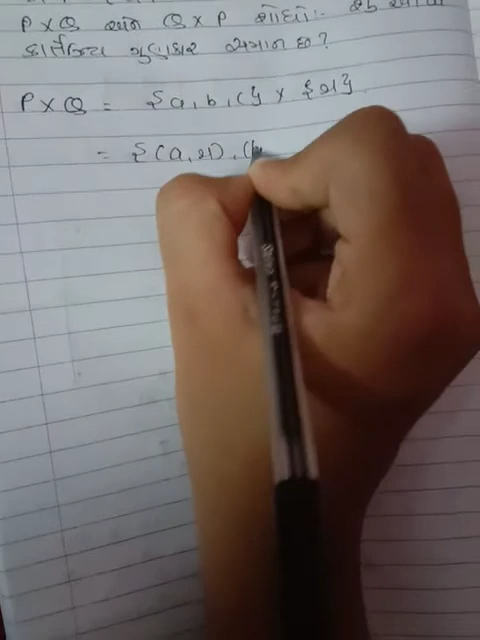 P×Q અને Q×P શોધો:-
કાર્તેઝિય ગુણાકાર સમાન છે?
P×Q = {a, b, c} × {ર}
= {(a, ર), (b